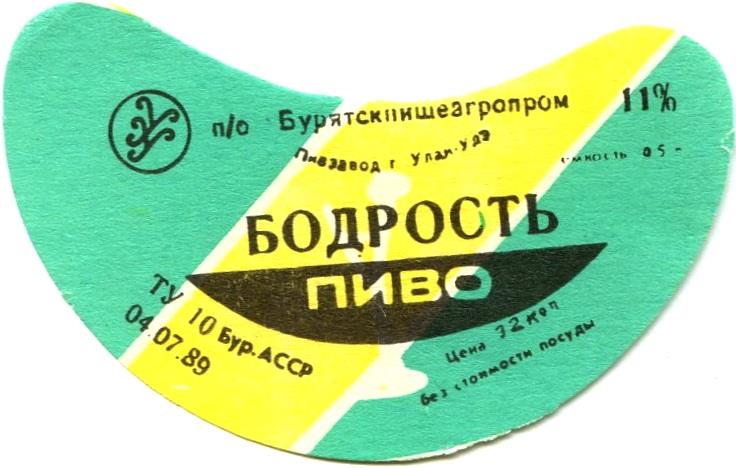 п/о Бурятскпищеагропром 11%
Пивзавод г. Улан-Удэ
емкость 0 5
БОДРОСТЬ
ПИВО
ТУ 10 Бур.АССР
04.07.89
Цена 32 коп
без стоимости посуды